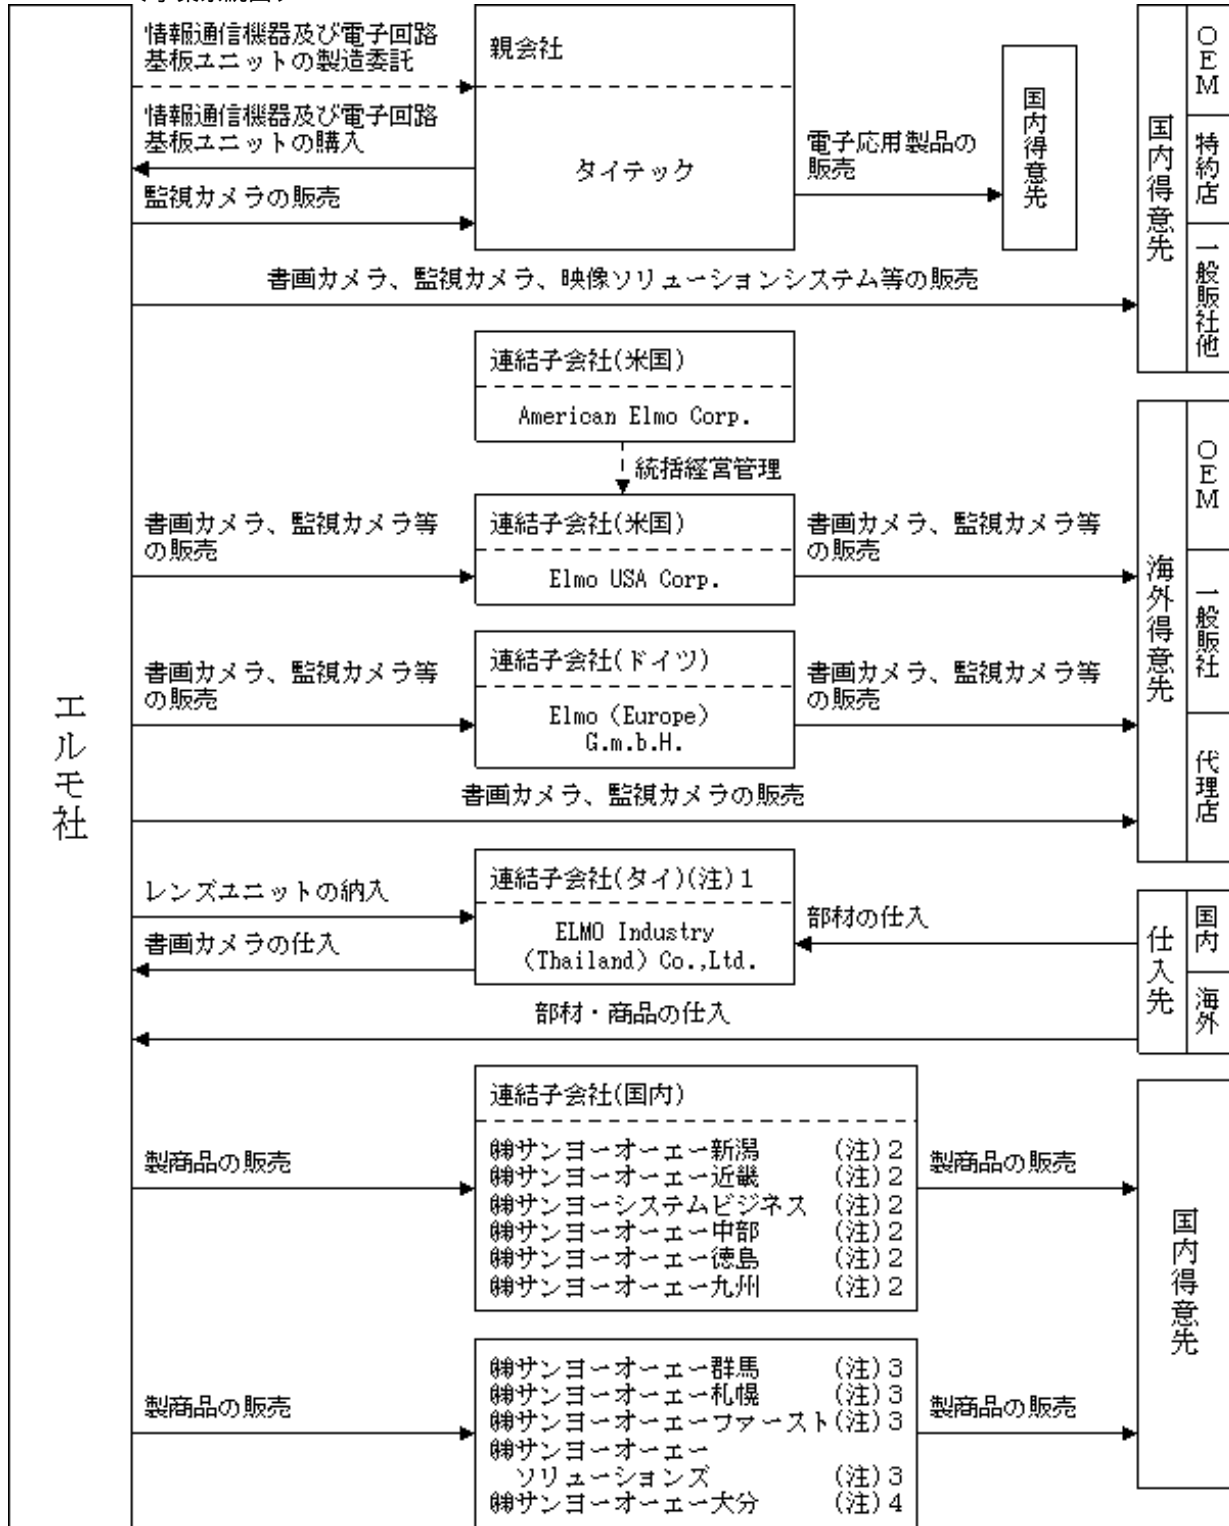 情報通信機器及び電子回路
基板ユニットの製造委託
情報通信機器及び電子回路
基板ユニットの購入
監視カメラの販売
親会社
タイテック
電子応用製品の
販売
国内得意先
書画カメラ、監視カメラ、映像ソリューションシステム等の販売
国内得意先
OEM
特約店
一般販社他
連結子会社(米国)
American Elmo Corp.
統括経営管理
書画カメラ、監視カメラ等
の販売
連結子会社(米国)
Elmo USA Corp.
書画カメラ、監視カメラ等
の販売
書画カメラ、監視カメラ等
の販売
連結子会社(ドイツ)
Elmo (Europe)
G.m.b.H.
書画カメラ、監視カメラ等
の販売
書画カメラ、監視カメラの販売
海外得意先
OEM
一般販社
代理店
エルモ社
レンズユニットの納入
書画カメラの仕入
連結子会社(タイ)(注)1
ELMO Industry
(Thailand) Co.,Ltd.
部材の仕入
部材・商品の仕入
仕入先
国内
海外
製商品の販売
連結子会社(国内)
㈱サンヨーオーエー新潟 (注)2
㈱サンヨーオーエー近畿 (注)2
㈱サンヨーシステムビジネス (注)2
㈱サンヨーオーエー中部 (注)2
㈱サンヨーオーエー徳島 (注)2
㈱サンヨーオーエー九州 (注)2
製商品の販売
製商品の販売
㈱サンヨーオーエー群馬 (注)3
㈱サンヨーオーエー札幌 (注)3
㈱サンヨーオーエーファースト(注)3
㈱サンヨーオーエー
ソリューションズ (注)3
㈱サンヨーオーエー大分 (注)4
製商品の販売
国内得意先